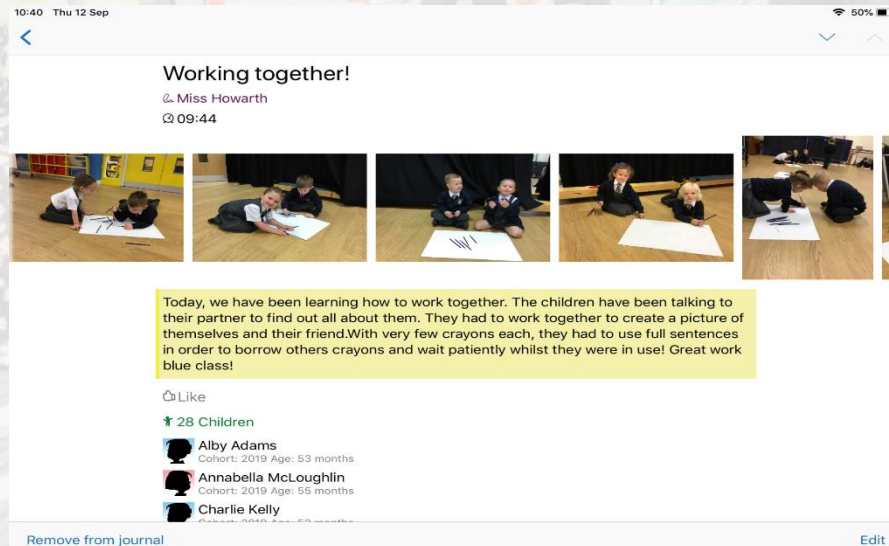 10:40 Thu 12 Sep
50%
Working together!
Miss Howarth
09:44
Today, we have been learning how to work together. The children have been talking to
their partner to find out all about them. They had to work together to create a picture of
themselves and their friend.With very few crayons each, they had to use full sentences
in order to borrow others crayons and wait patiently whilst they were in use! Great work
blue class!
Like
28 Children
Alby Adams
Cohort: 2019 Age: 53 months
Annabella McLoughlin
Cohort: 2019 Age: 55 months
Charlie Kelly
Remove from journal
Edit